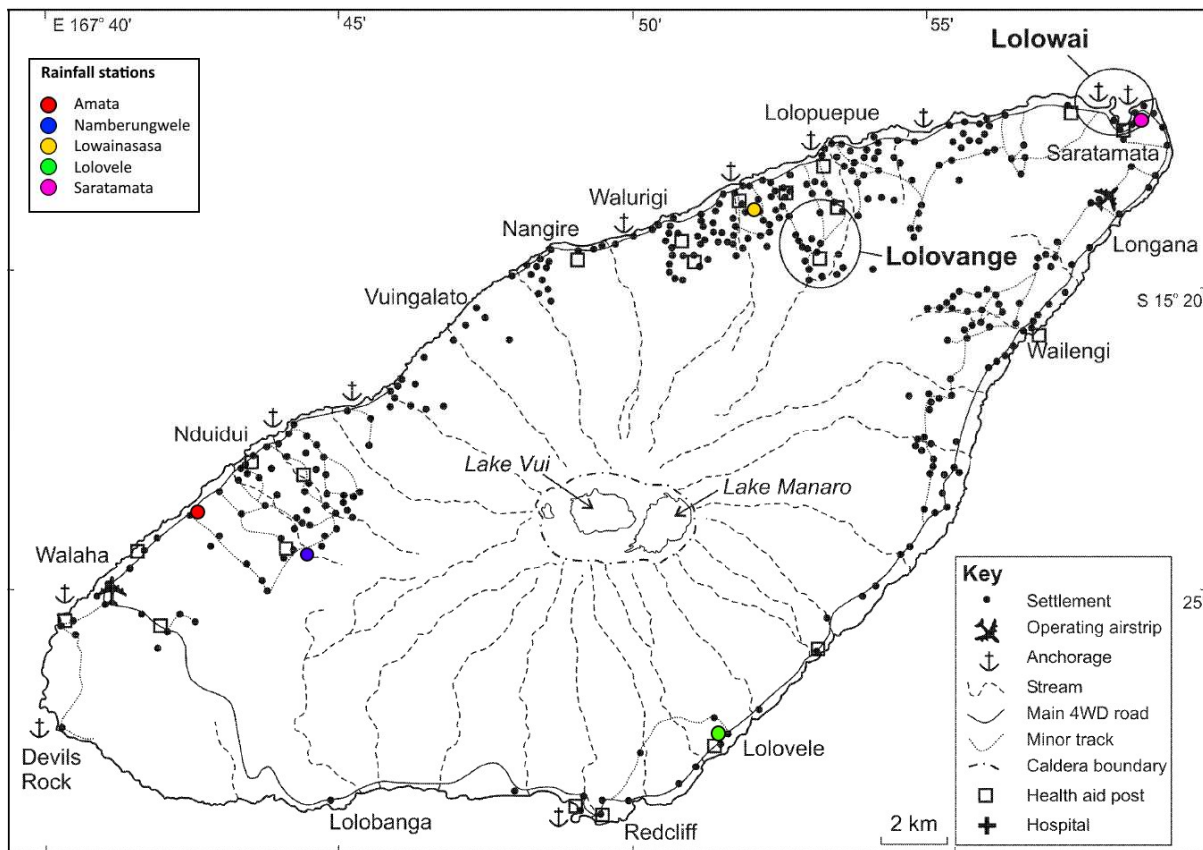 E 167° 40'
45'
50'
55'
Lolowai
Rainfall stations
Amata
Namberungwele
Lowainasasa
Lolovele
Saratamata
Lolopuepue
Saratamata
Walurigi
Nangire
Longana
Lolovange
Vuingalato
S 15° 20'
Wailengi
Nduidui
Lake Vui
Lake Manaro
Walaha
Key
Settlement
25'
Operating airstrip
Anchorage
Stream
Main 4WD road
Minor track
Caldera boundary
Health aid post
Hospital
Devils
Rock
Lolovele
Lolobanga
Redcliff
2 km